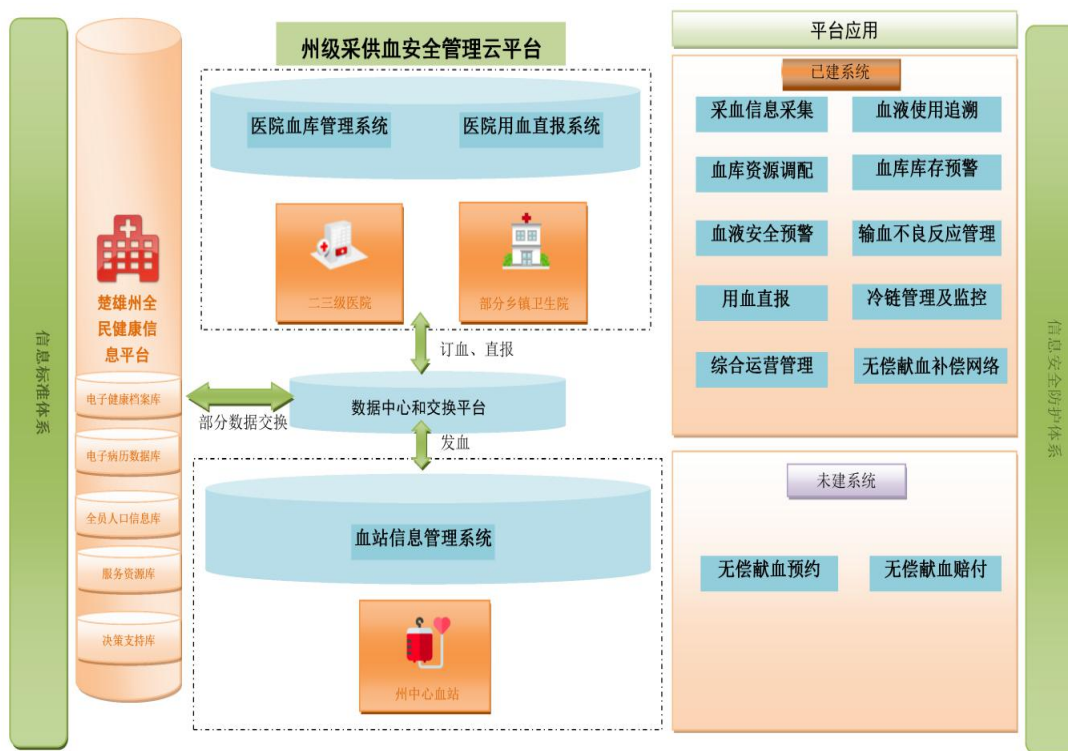 信息标准体系
楚雄州全
民健康信
息平台
电子健康档案库
电子病历数据库
全员人口信息库
服务资源库
决策支持库
州级采供血安全管理云平台
医院血库管理系统
医院用血直报系统
二三级医院
部分乡镇卫生院
订血、直报
部分数据交换
数据中心和交换平台
发血
血站信息管理系统
州中心血站
平台应用
已建系统
采血信息采集
血液使用追溯
血库资源调配
血库库存预警
血液安全预警
输血不良反应管理
用血直报
冷链管理及监控
综合运营管理
无偿献血补偿网络
未建系统
无偿献血预约
无偿献血赔付
信息安全防护体系